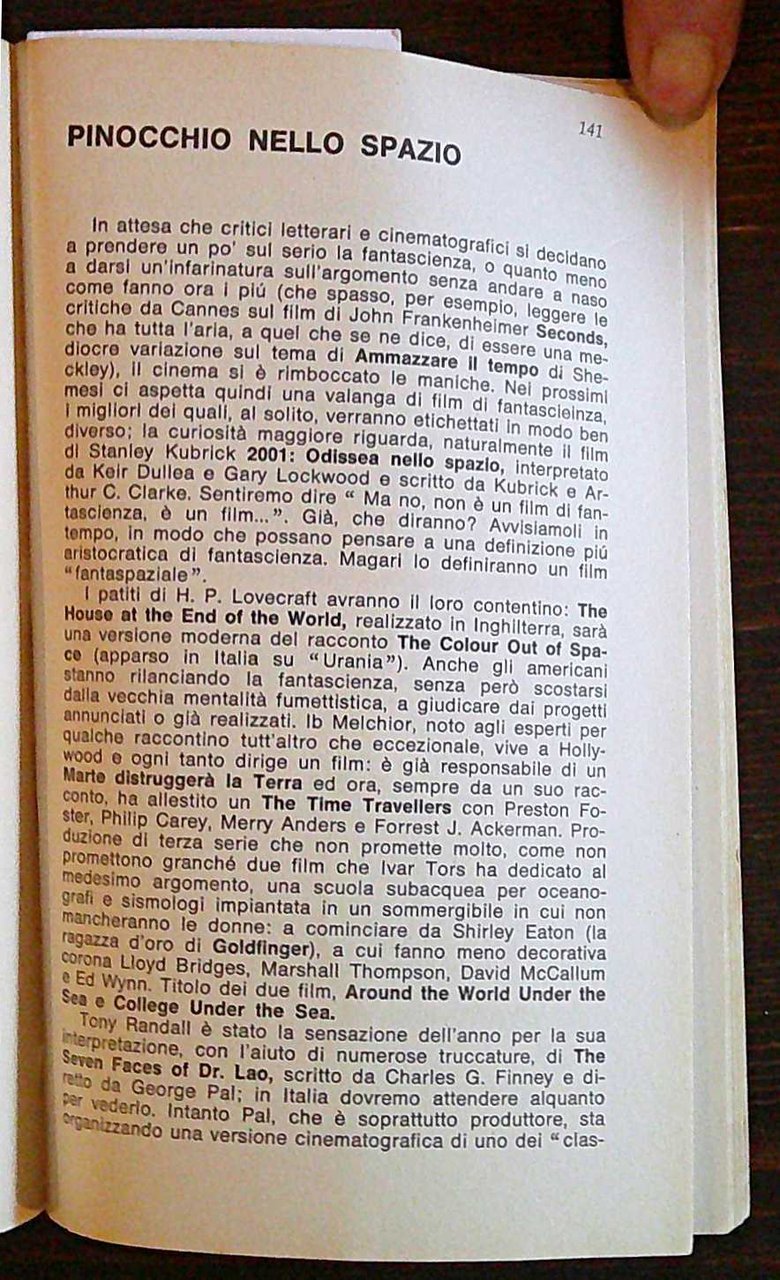 141
PINOCCHIO NELLO SPAZIO
In attesa che critici letterari e cinematografici si decidano
a prendere un po' sul serio la fantascienza, o quanto meno
a darsi un'infarinatura sull'argomento senza andare a naso
come fanno ora i piú (che spasso, per esempio, leggere le
critiche da Cannes sul film di John Frankenheimer Seconds,
che ha tutta l'aria, a quel che se ne dice, di essere una me-
diocre variazione sul tema di Ammazzare il tempo di She-
ckley), il cinema si è rimboccato le maniche. Nei prossimi
mesi ci aspetta quindi una valanga di film di fantascieinza,
i migliori dei quali, al solito, verranno etichettati in modo ben
diverso; la curiosità maggiore riguarda, naturalmente il film
di Stanley Kubrick 2001: Odissea nello spazio, interpretato
da Keir Dullea e Gary Lockwood e scritto da Kubrick e Ar-
thur C. Clarke. Sentiremo dire “ Ma no, non è un film di fan-
tascienza, è un film...”. Già, che diranno? Avvisiamoli in
tempo, in modo che possano pensare a una definizione piú
aristocratica di fantascienza. Magari lo definiranno un film
“fantaspaziale”.
I patiti di H. P. Lovecraft avranno il loro contentino: The
House at the End of the World, realizzato in Inghilterra, sarà
una versione moderna del racconto The Colour Out of Spa-
ce (apparso in Italia su “Urania”). Anche gli americani
stanno rilanciando la fantascienza, senza però scostarsi
dalla vecchia mentalità fumettistica, a giudicare dai progetti
annunciati o già realizzati. Ib Melchior, noto agli esperti per
qualche raccontino tutt'altro che eccezionale, vive a Holly-
wood e ogni tanto dirige un film: è già responsabile di un
Marte distruggerà la Terra ed ora, sempre da un suo rac-
conto, ha allestito un The Time Travellers con Preston Fo-
ster, Philip Carey, Merry Anders e Forrest J. Ackerman. Pro-
duzione di terza serie che non promette molto, come non
promettono granché due film che Ivar Tors ha dedicato al
medesimo argomento, una scuola subacquea per oceano-
grafi e sismologi impiantata in un sommergibile in cui non
mancheranno le donne: a cominciare da Shirley Eaton (la
ragazza d'oro di Goldfinger), a cui fanno meno decorativa
corona Lloyd Bridges, Marshall Thompson, David McCallum
e Ed Wynn. Titolo dei due film, Around the World Under the
Sea e College Under the Sea.
Tony Randall è stato la sensazione dell'anno per la sua
interpretazione, con l'aiuto di numerose truccature, di The
Seven Faces of Dr. Lao, scritto da Charles G. Finney e di-
retto da George Pal; in Italia dovremo attendere alquanto
per vederlo. Intanto Pal, che è soprattutto produttore, sta
organizzando una versione cinematografica di uno dei “clas-